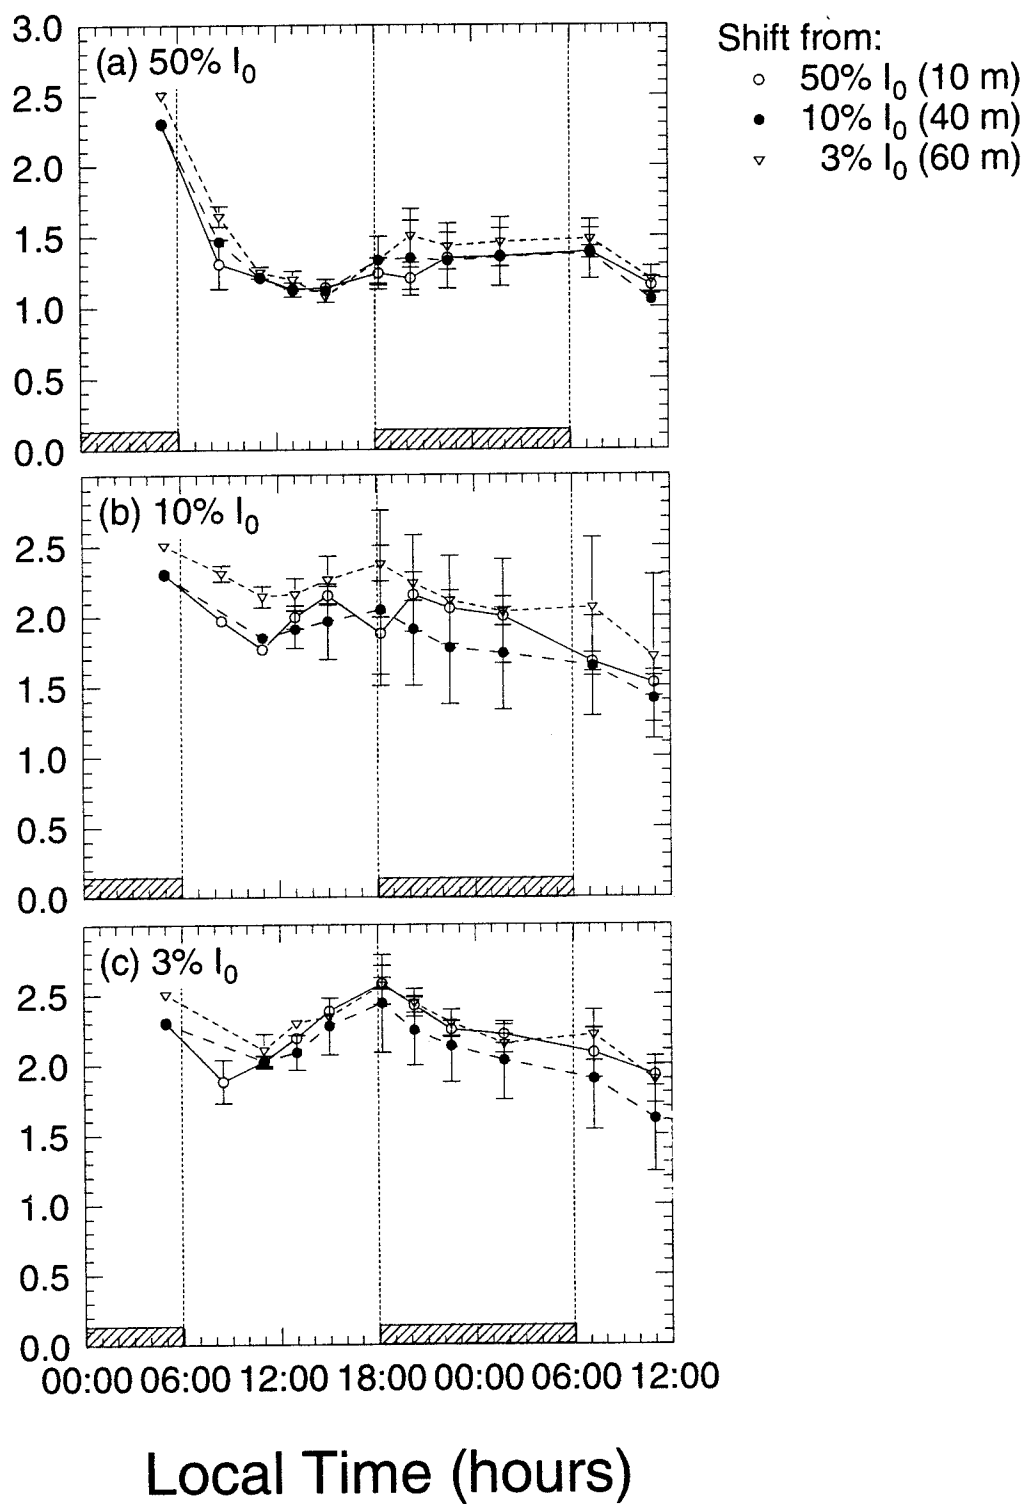 Shift from:
50% I0 (10 m)
10% I0 (40 m)
3% I0 (60 m)
(a) 50% I0
3.0
2.5
2.0
1.5
1.0
0.5
0.0
(b) 10% I0
2.5
2.0
1.5
1.0
0.5
0.0
(c) 3% I0
2.5
2.0
1.5
1.0
0.5
0.0
00:00 06:00 12:00 18:00 00:00 06:00 12:00
Local Time (hours)